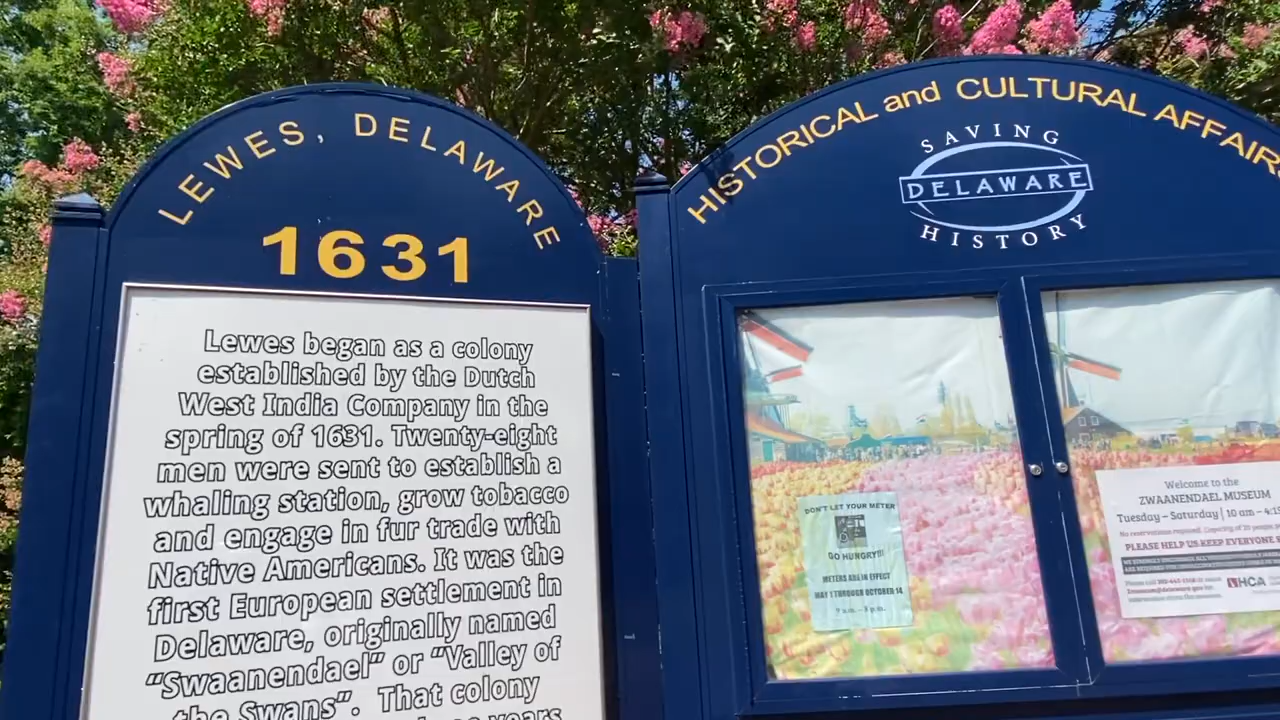 LEWES, DELAWARE
1631
Lewes began as a colony
established by the Dutch
West India Company in the
spring of 1631. Twenty-eight
men were sent to establish a
whaling station, grow tobacco
and engage in fur trade with
Native Americans. It was the
first European settlement in
Delaware, originally named
“Swaanendael” or “Valley of
the Swans”. That colony
years
HISTORICAL and CULTURAL AFFAIRS
SAVING
DELAWARE
HISTORY
DON'T LET YOUR METER
GO HUNGRY!!!
METERS ARE IN EFFECT
MAY 1 THROUGH OCTOBER 14
9 a.m. – 8 p.m.
Welcome to the
ZWAANENDAEL MUSEUM
Tuesday – Saturday | 10 am – 4:
PLEASE HELP US KEEP EVERYONE
HCA